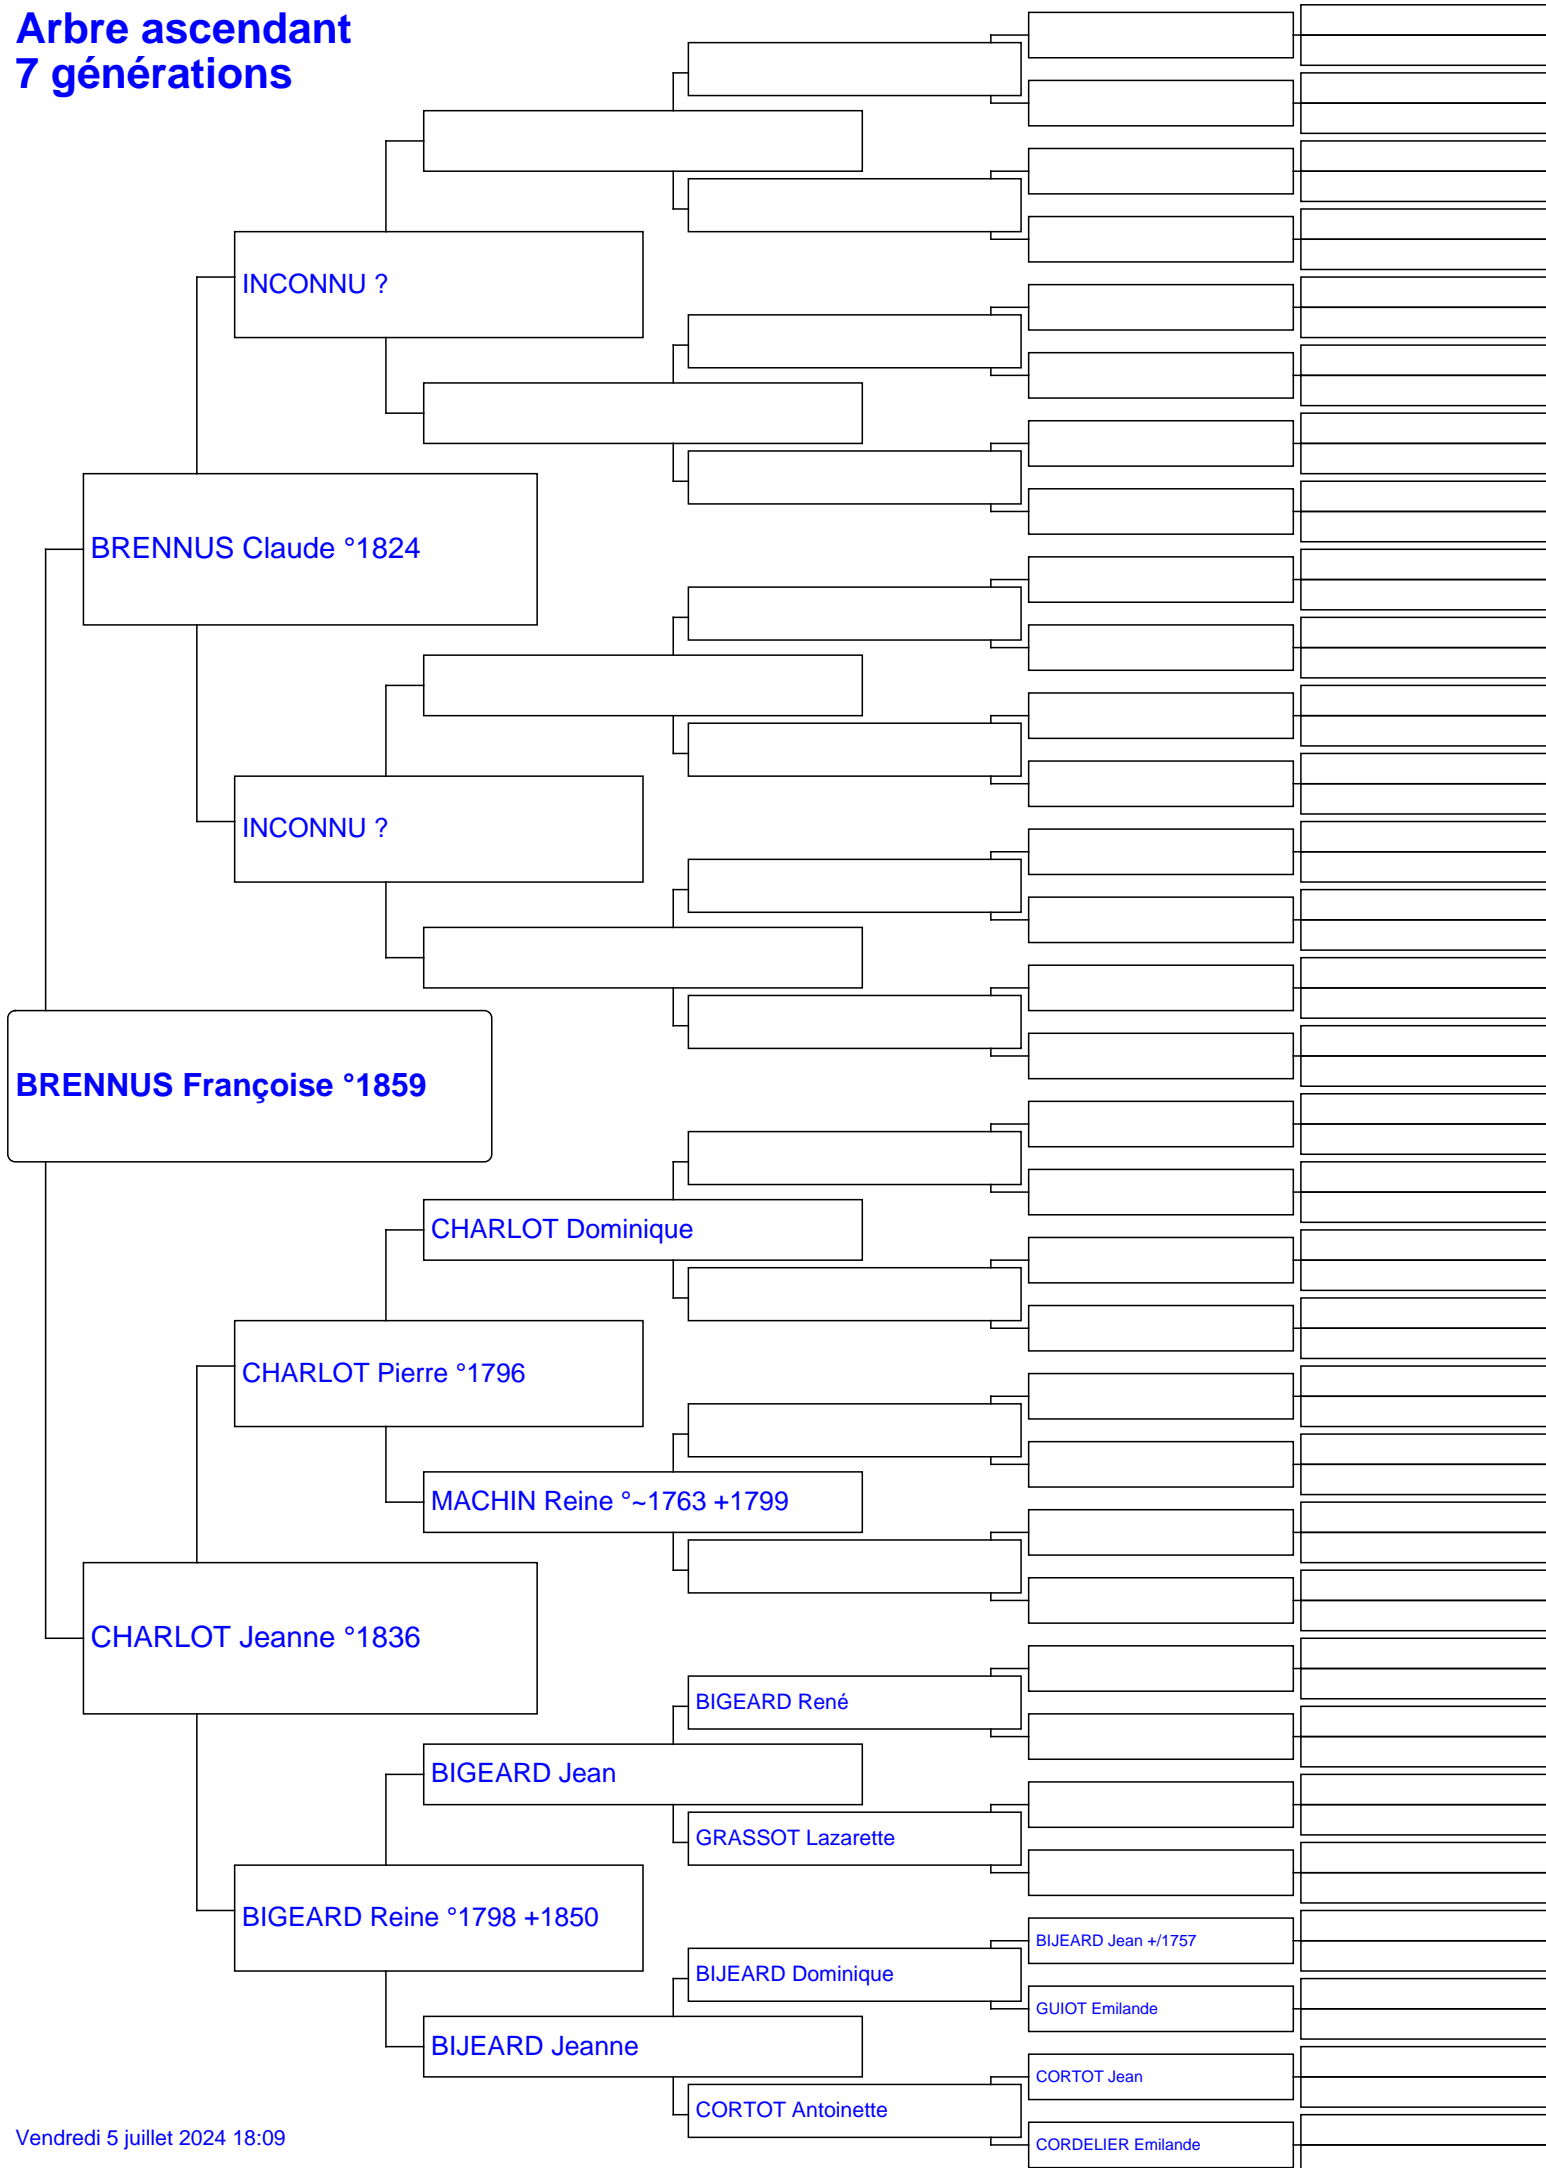 Arbre ascendant
7 générations
INCONNU ?
BRENNUS Claude °1824
INCONNU ?
BRENNUS Françoise °1859
CHARLOT Dominique
CHARLOT Pierre °1796
MACHIN Reine °~1763 +1799
CHARLOT Jeanne °1836
BIGEARD René
BIGEARD Jean
GRASSOT Lazarette
BIGEARD Reine °1798 +1850
BIJEARD Jean +/1757
BIJEARD Dominique
GUIOT Emilande
BIJEARD Jeanne
CORTOT Jean
CORTOT Antoinette
CORDELIER Emilande
Vendredi 5 juillet 2024 18:09